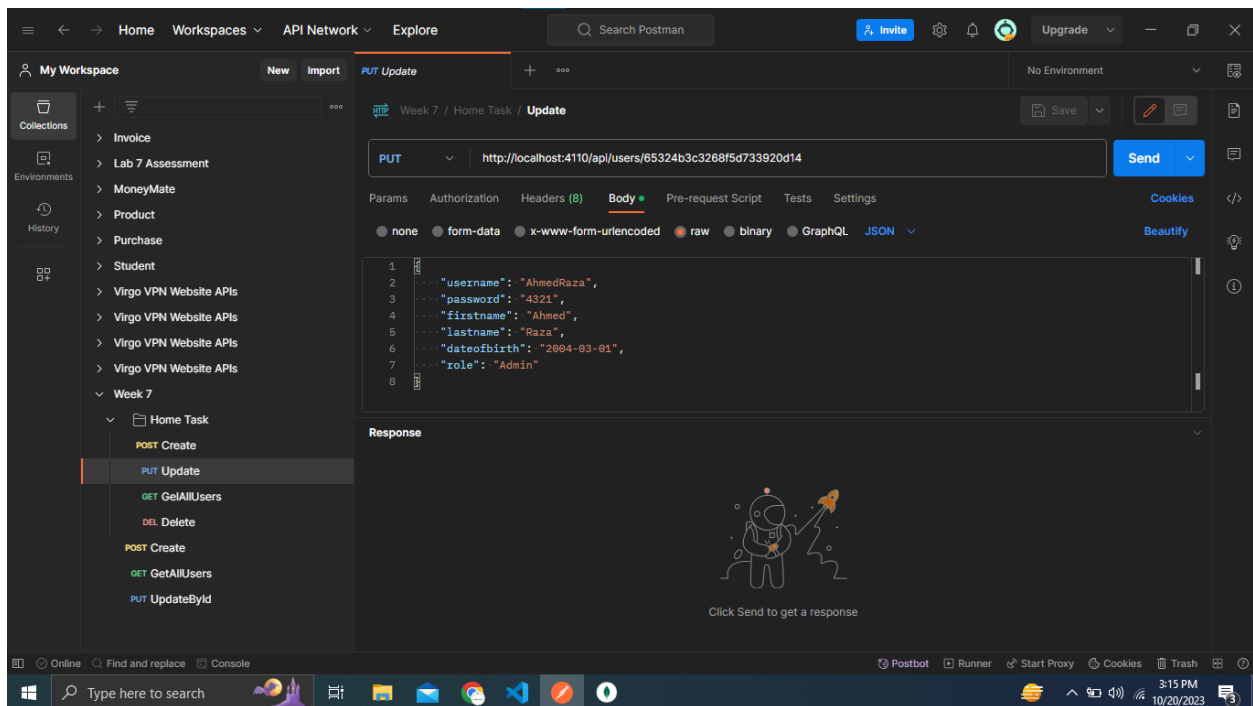 Home Workspaces API Network Explore Search Postman Invite Upgrade
My Workspace New Import PUT Update No Environment
Collections
Environments
History
Invoice
Lab 7 Assessment
MoneyMate
Product
Purchase
Student
Virgo VPN Website APIs
Virgo VPN Website APIs
Virgo VPN Website APIs
Virgo VPN Website APIs
Week 7
Home Task
POST Create
PUT Update
GET GelAllUsers
DEL Delete
POST Create
GET GetAllUsers
PUT UpdateById
HTTP Week 7 / Home Task / Update Save
PUT http://localhost:4110/api/users/65324b3c3268f5d733920d14 Send
Params Authorization Headers (8) Body Pre-request Script Tests Settings Cookies
none form-data x-www-form-urlencoded raw binary GraphQL JSON Beautify
1 {
2 "username": "AhmedRaza",
3 "password": "4321",
4 "firstname": "Ahmed",
5 "lastname": "Raza",
6 "dateofbirth": "2004-03-01",
7 "role": "Admin"
8 }
Response
Click Send to get a response
Online Find and replace Console Postbot Runner Start Proxy Cookies Trash
Type here to search 3:15 PM
10/20/2023 3